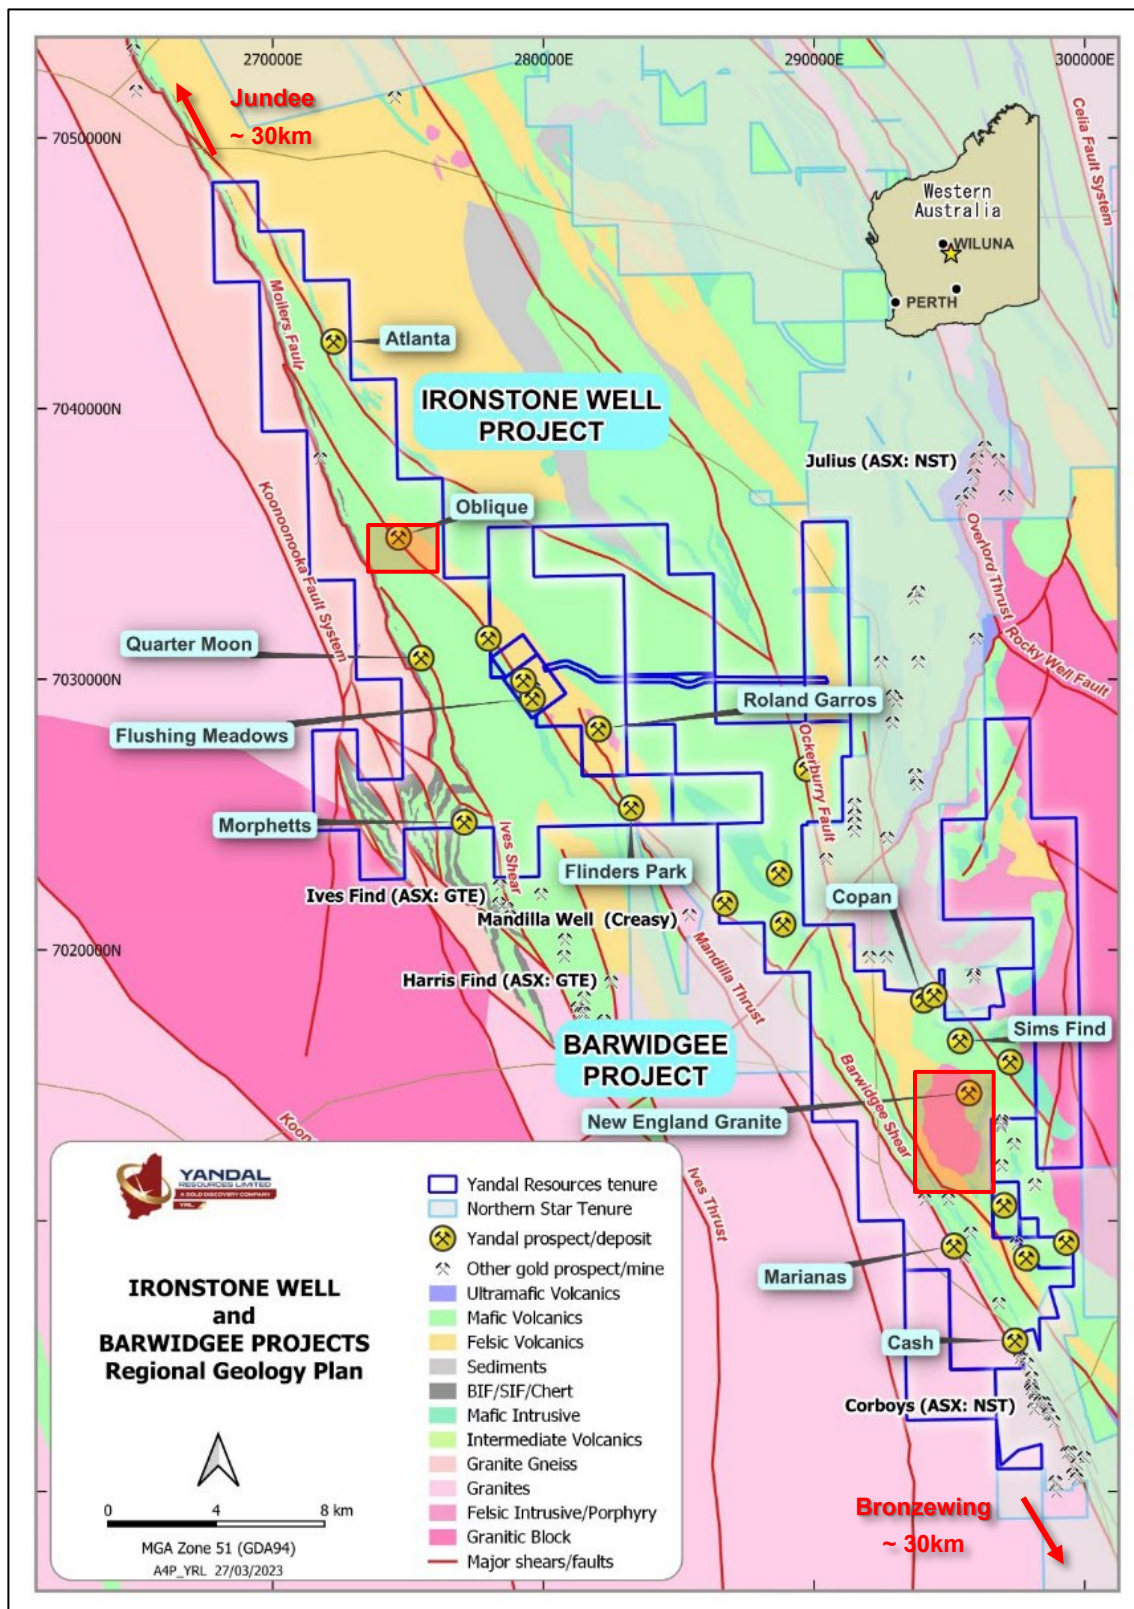 270000E
280000E
290000E
300000E
Jundee
~ 30km
7050000N
Celia Fault System
Western
Australia
WILUNA
PERTH
Moilers Fault
Atlanta
7040000N
IRONSTONE WELL
PROJECT
Julius (ASX: NST)
Oblique
Koonoonooka Fault System
Overlord Thrust
Rocky Well Fault
Quarter Moon
7030000N
Roland Garros
Flushing Meadows
Ockerburry Fault
Morphetts
Ives Shear
Flinders Park
Ives Find (ASX: GTE)
Copan
Mandilla Well (Creasy)
7020000N
Mandilla Thrust
Harris Find (ASX: GTE)
Sims Find
BARWIDGEE
PROJECT
Barwidgee Shear
New England Granite
Koon
Ives Thrust
Marianas
Cash
Corboys (ASX: NST)
Bronzewing
~ 30km
YANDAL
RESOURCES LIMITED
A GOLD DISCOVERY COMPANY
YRL
IRONSTONE WELL
and
BARWIDGEE PROJECTS
Regional Geology Plan
0 4 8 km
MGA Zone 51 (GDA94)
A4P_YRL 27/03/2023
Yandal Resources tenure
Northern Star Tenure
Yandal prospect/deposit
Other gold prospect/mine
Ultramafic Volcanics
Mafic Volcanics
Felsic Volcanics
Sediments
BIF/SIF/Chert
Mafic Intrusive
Intermediate Volcanics
Granite Gneiss
Granites
Felsic Intrusive/Porphyry
Granitic Block
Major shears/faults